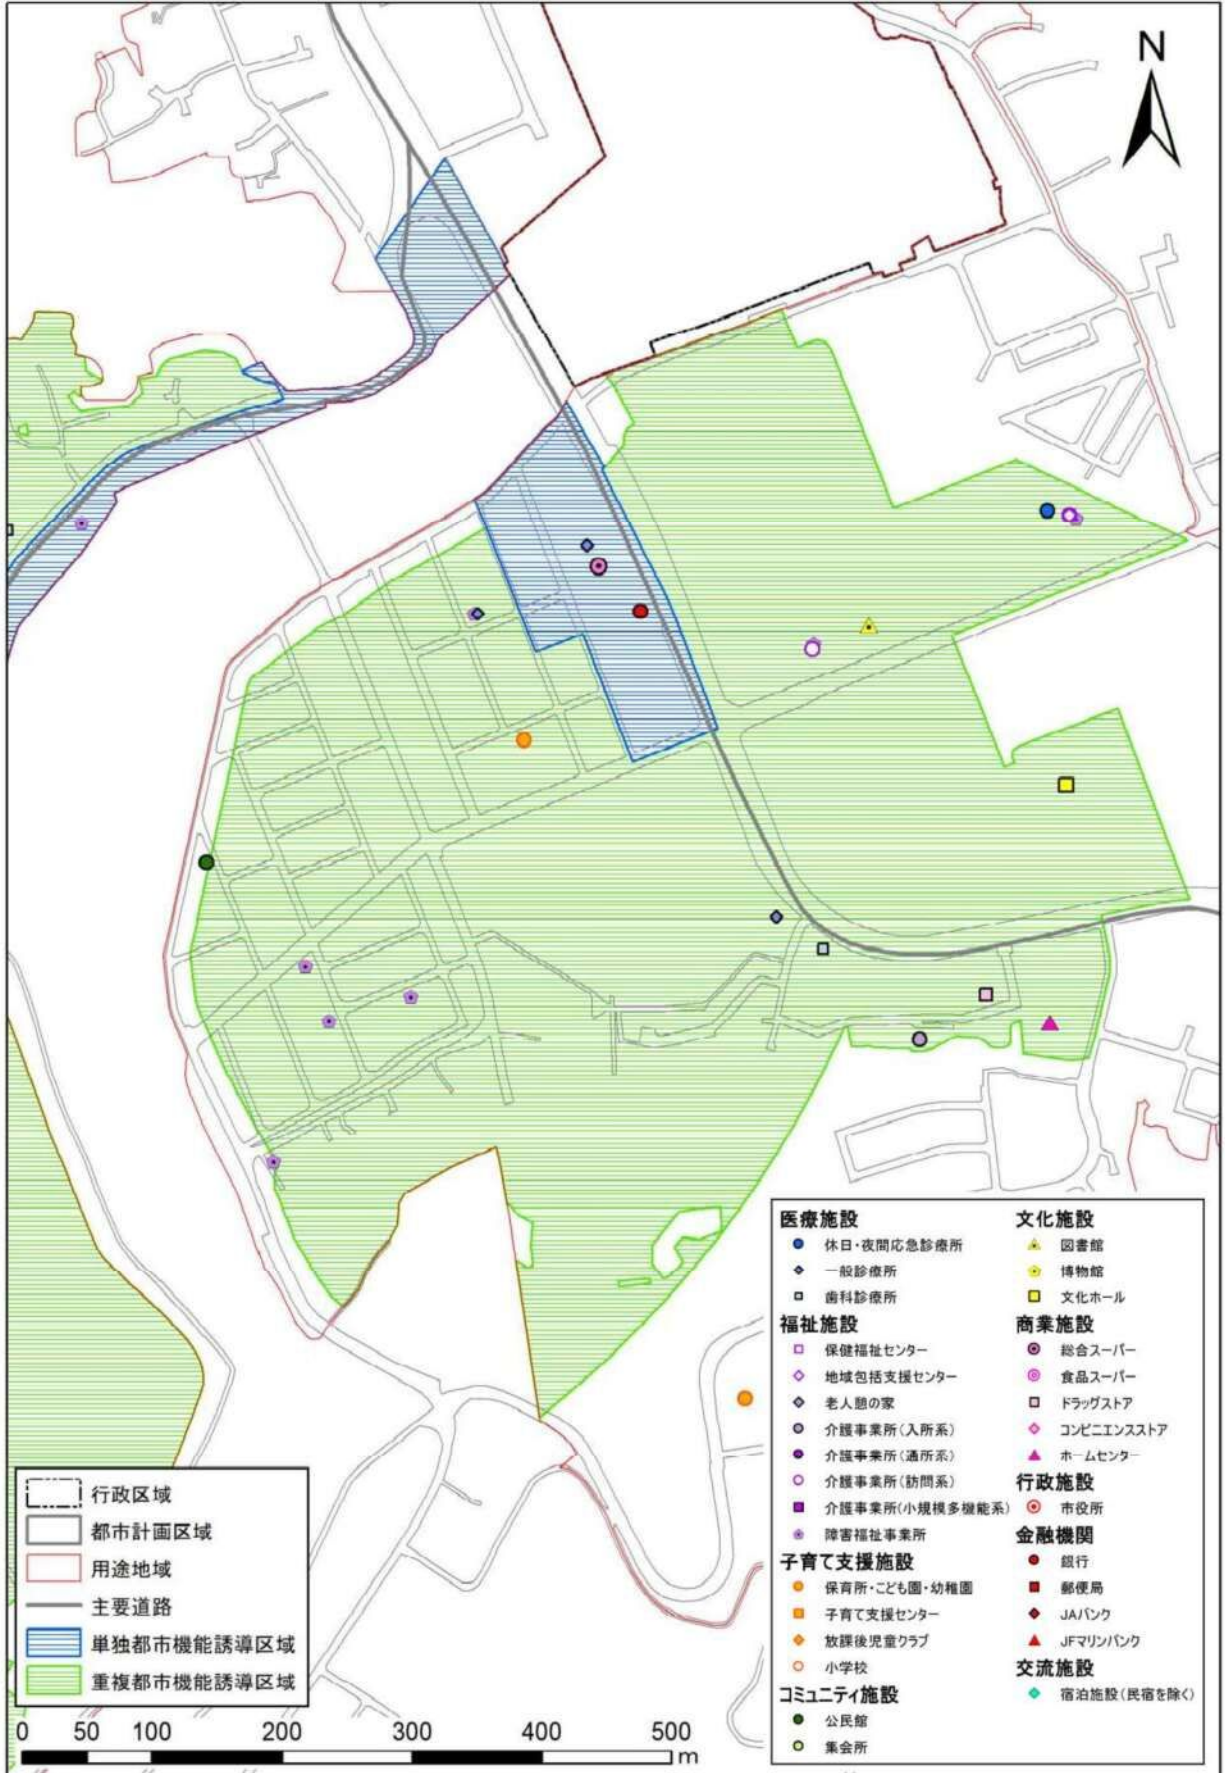 N
医療施設
休日・夜間応急診療所
一般診療所
歯科診療所
福祉施設
保健福祉センター
地域包括支援センター
老人憩の家
介護事業所(入所系)
介護事業所(通所系)
介護事業所(訪問系)
介護事業所(小規模多機能系)
障害福祉事業所
子育て支援施設
保育所・こども園・幼稚園
子育て支援センター
放課後児童クラブ
小学校
コミュニティ施設
公民館
集会所
文化施設
図書館
博物館
文化ホール
商業施設
総合スーパー
食品スーパー
ドラッグストア
コンビニエンスストア
ホームセンター
行政施設
市役所
金融機関
銀行
郵便局
JAバンク
JFマリンバンク
交流施設
宿泊施設(民宿を除く)
行政区域
都市計画区域
用途地域
主要道路
単独都市機能誘導区域
重複都市機能誘導区域
0 50 100 200 300 400 500
m